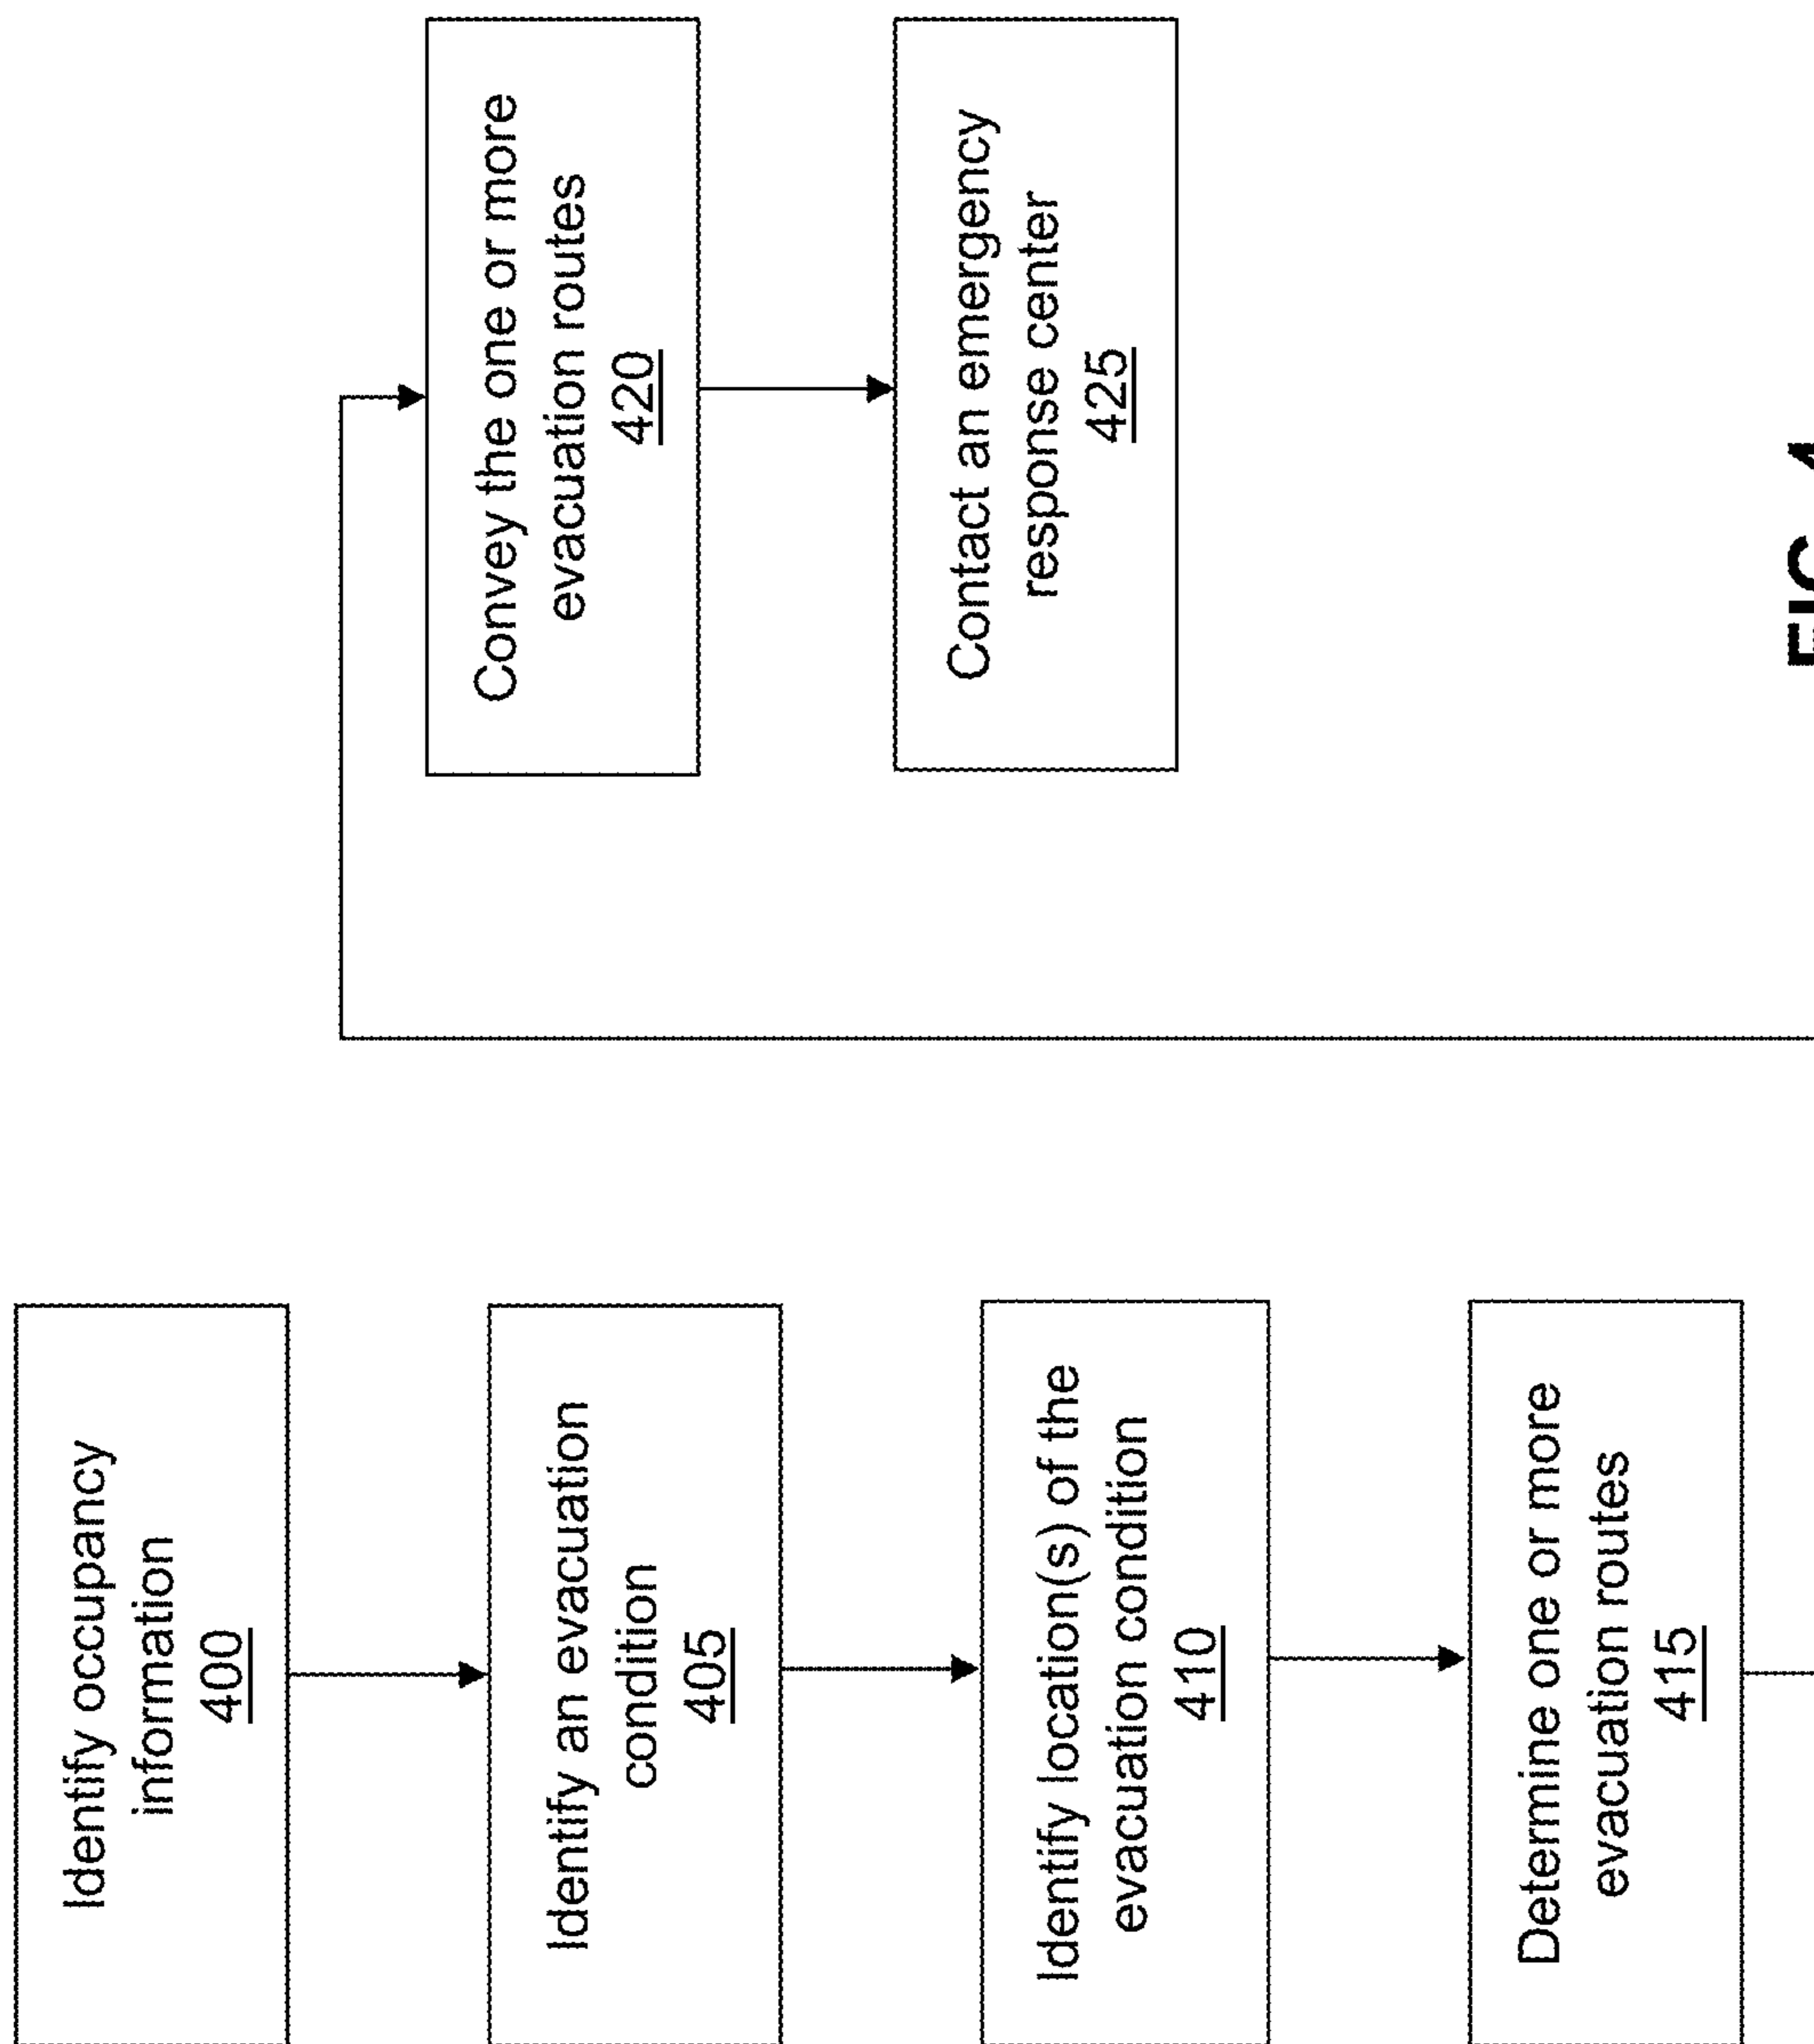 Identify occupancy
information
400
Identify an evacuation
condition
405
Identify location(s) of the
evacuation condition
410
Determine one or more
evacuation routes
415
Convey the one or more
evacuation routes
420
Contact an emergency
response center
425